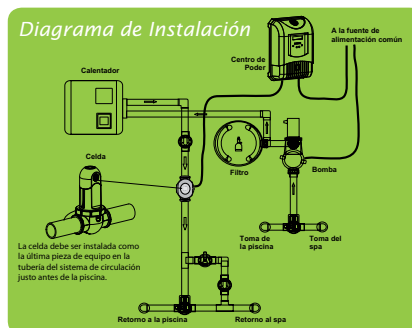 Diagrama de Instalación
A la fuente de
alimentación común
Centro de
Poder
Calentador
Celda
Filtro
Bomba
La celda debe ser instalada como
la última pieza de equipo en la
tubería del sistema de circulación
justo antes de la piscina.
Toma de
la piscina
Toma del
spa
Retorno a la piscina
Retorno al spa